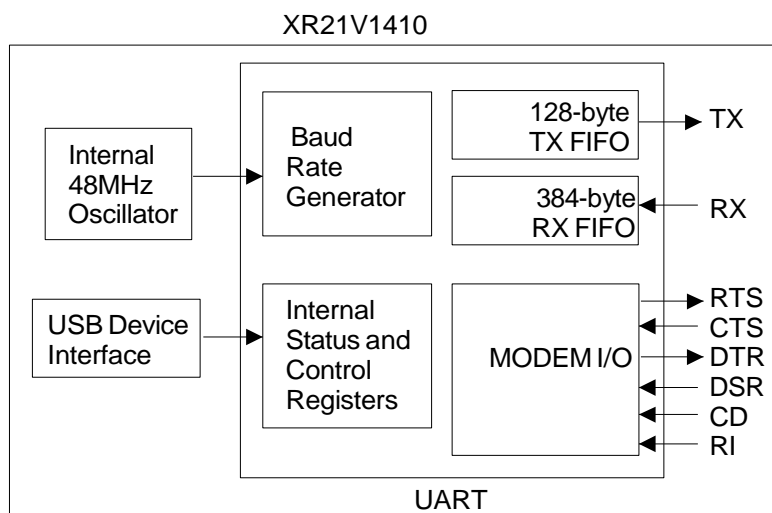 XR21V1410
Internal
48MHz
Oscillator
Baud
Rate
Generator
128-byte
TX FIFO
TX
384-byte
RX FIFO
RX
USB Device
Interface
Internal
Status and
Control
Registers
MODEM I/O
RTS
CTS
DTR
DSR
CD
RI
UART